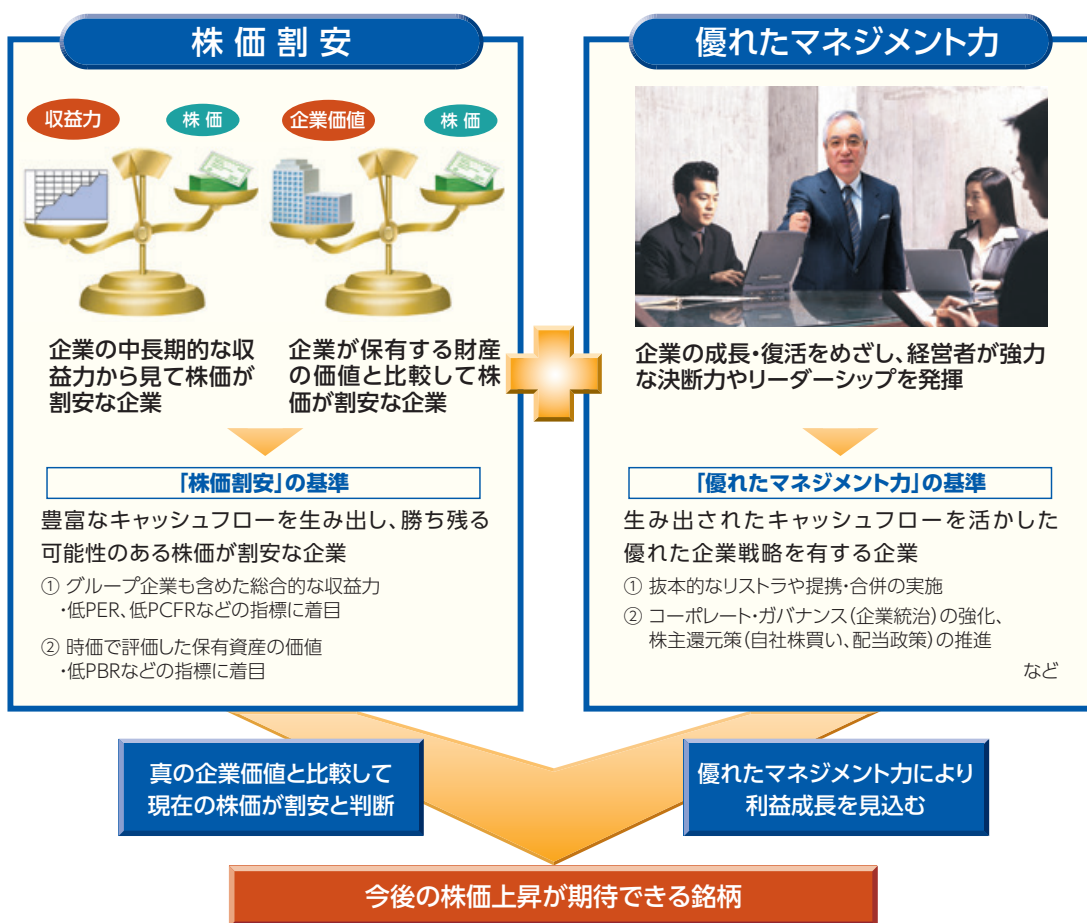 株価割安
収益力
株価
企業価値
株価
企業の中長期的な収
益力から見て株価が
割安な企業
企業が保有する財産
の価値と比較して株
価が割安な企業
「株価割安」の基準
豊富なキャッシュフローを生み出し、勝ち残る
可能性のある株価が割安な企業
① グループ企業も含めた総合的な収益力
・低PER、低PCFRなどの指標に着目
② 時価で評価した保有資産の価値
・低PBRなどの指標に着目
優れたマネジメント力
企業の成長・復活をめざし、経営者が強力
な決断力やリーダーシップを発揮
「優れたマネジメント力」の基準
生み出されたキャッシュフローを活かした
優れた企業戦略を有する企業
① 抜本的なリストラや提携・合併の実施
② コーポレート・ガバナンス(企業統治)の強化、
株主還元策(自社株買い、配当政策)の推進
など
真の企業価値と比較して
現在の株価が割安と判断
優れたマネジメント力により
利益成長を見込む
今後の株価上昇が期待できる銘柄